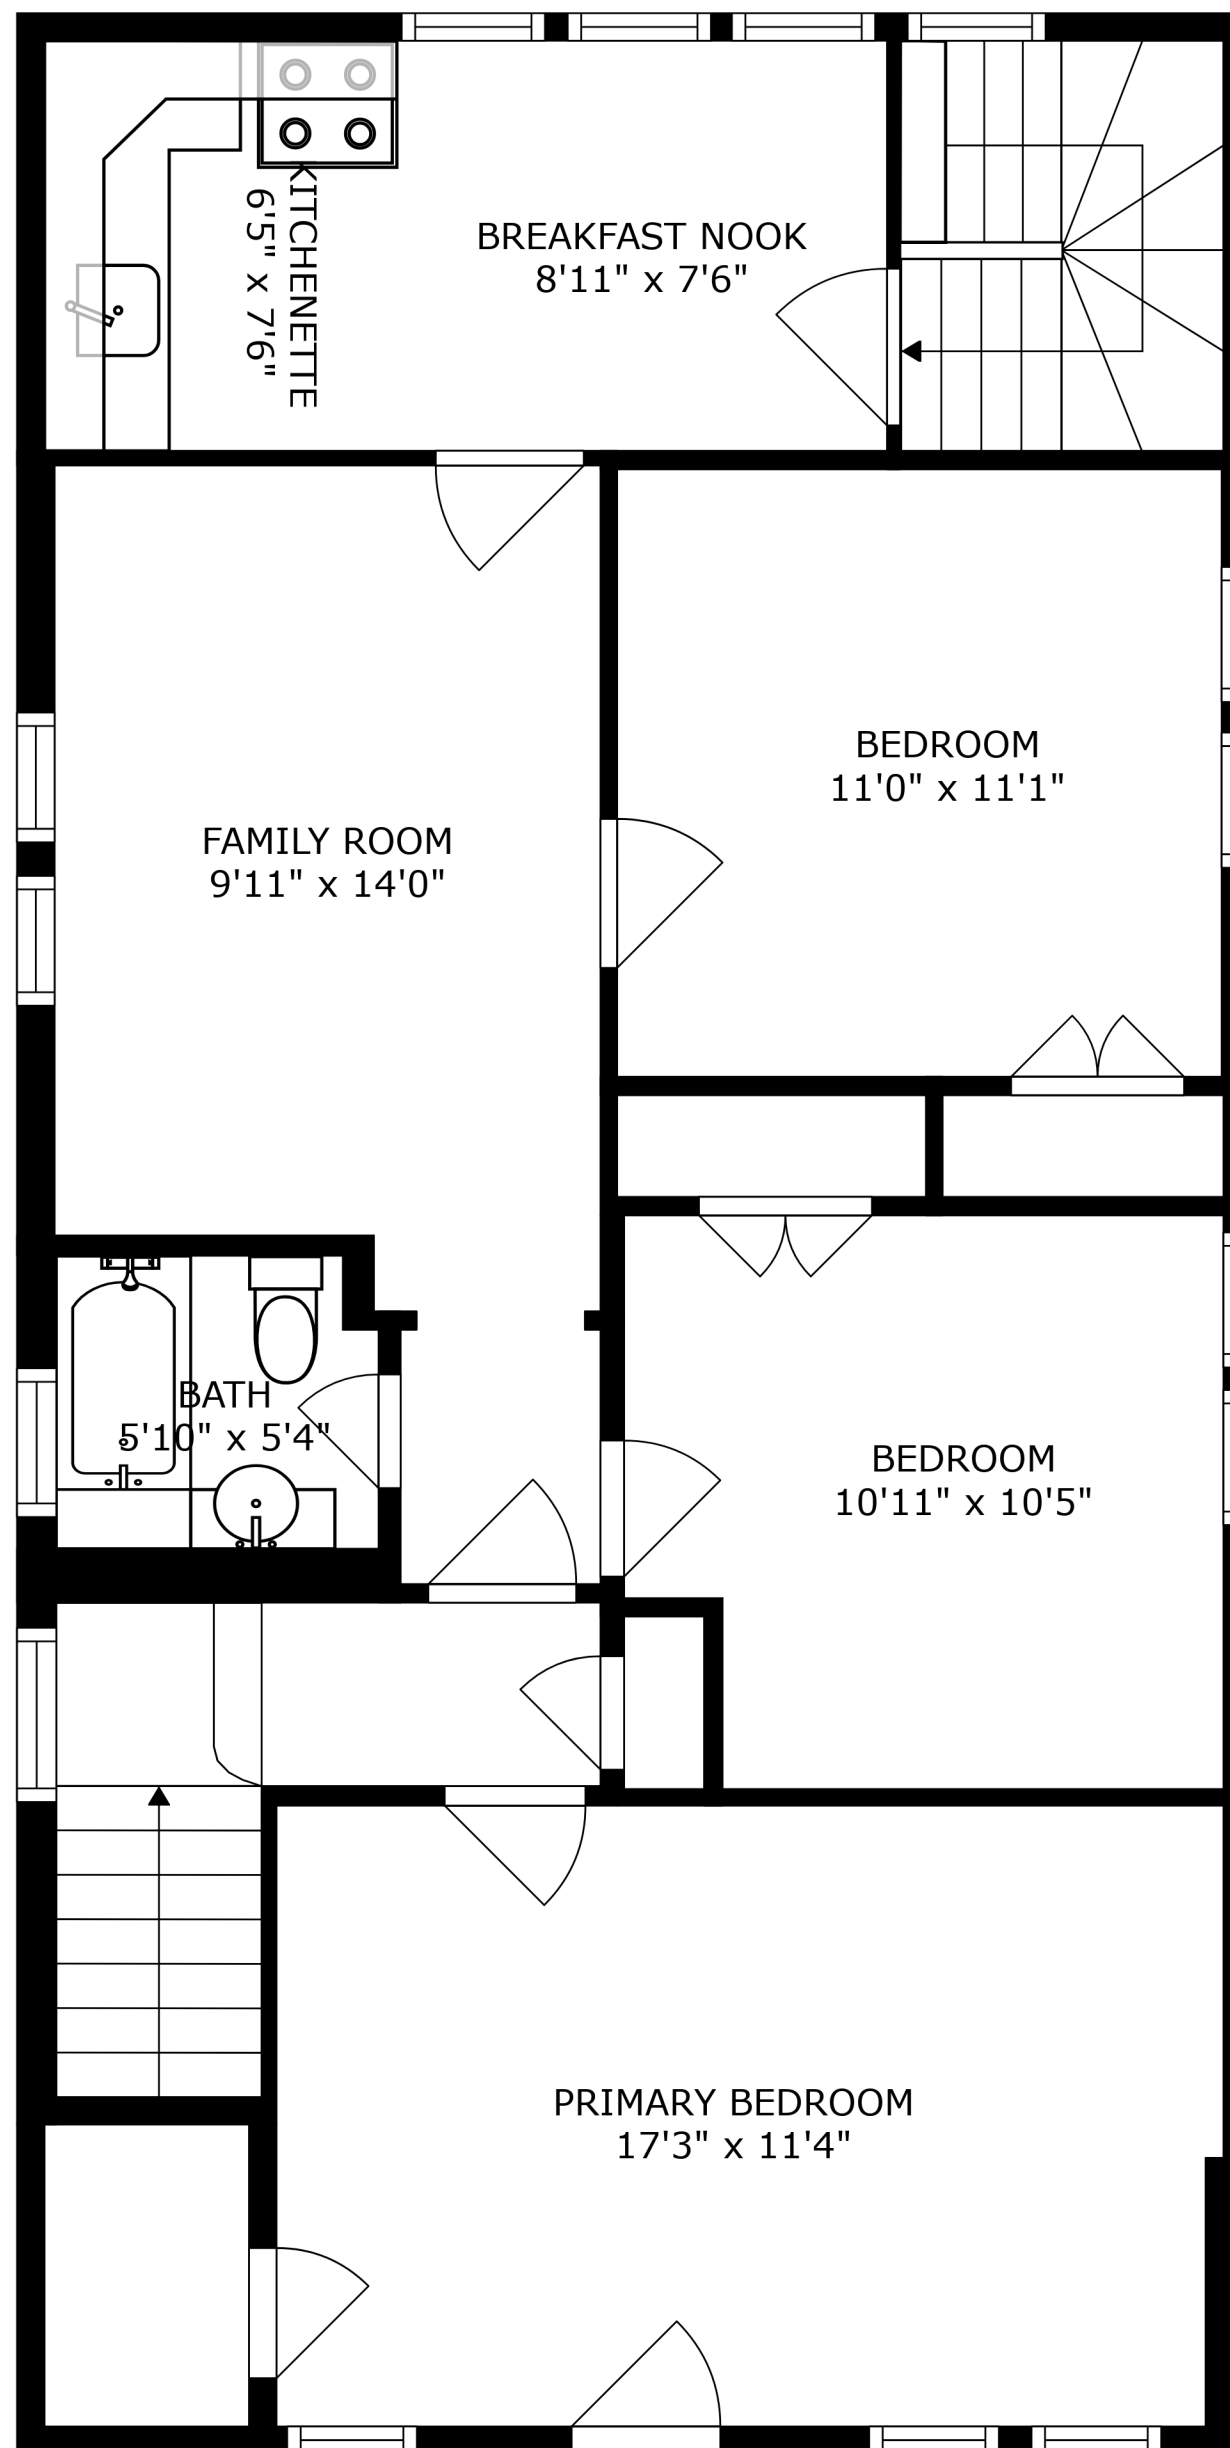 KITCHENETTE
6'5" x 7'6"
BREAKFAST NOOK
8'11" x 7'6"
BEDROOM
11'0" x 11'1"
FAMILY ROOM
9'11" x 14'0"
BATH
5'10" x 5'4"
BEDROOM
10'11" x 10'5"
PRIMARY BEDROOM
17'3" x 11'4"